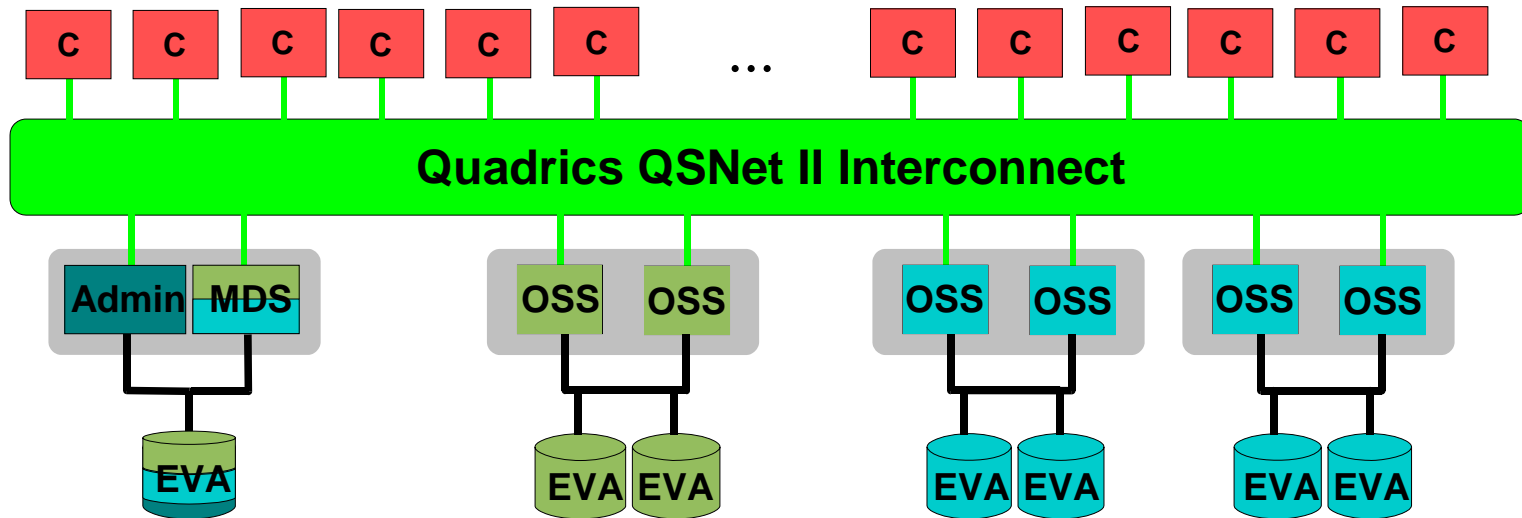 C C C C C C ... C C C C C C
Quadrics QSNet II Interconnect
Admin MDS OSS OSS OSS OSS OSS OSS
EVA EVA EVA EVA EVA EVA EVA